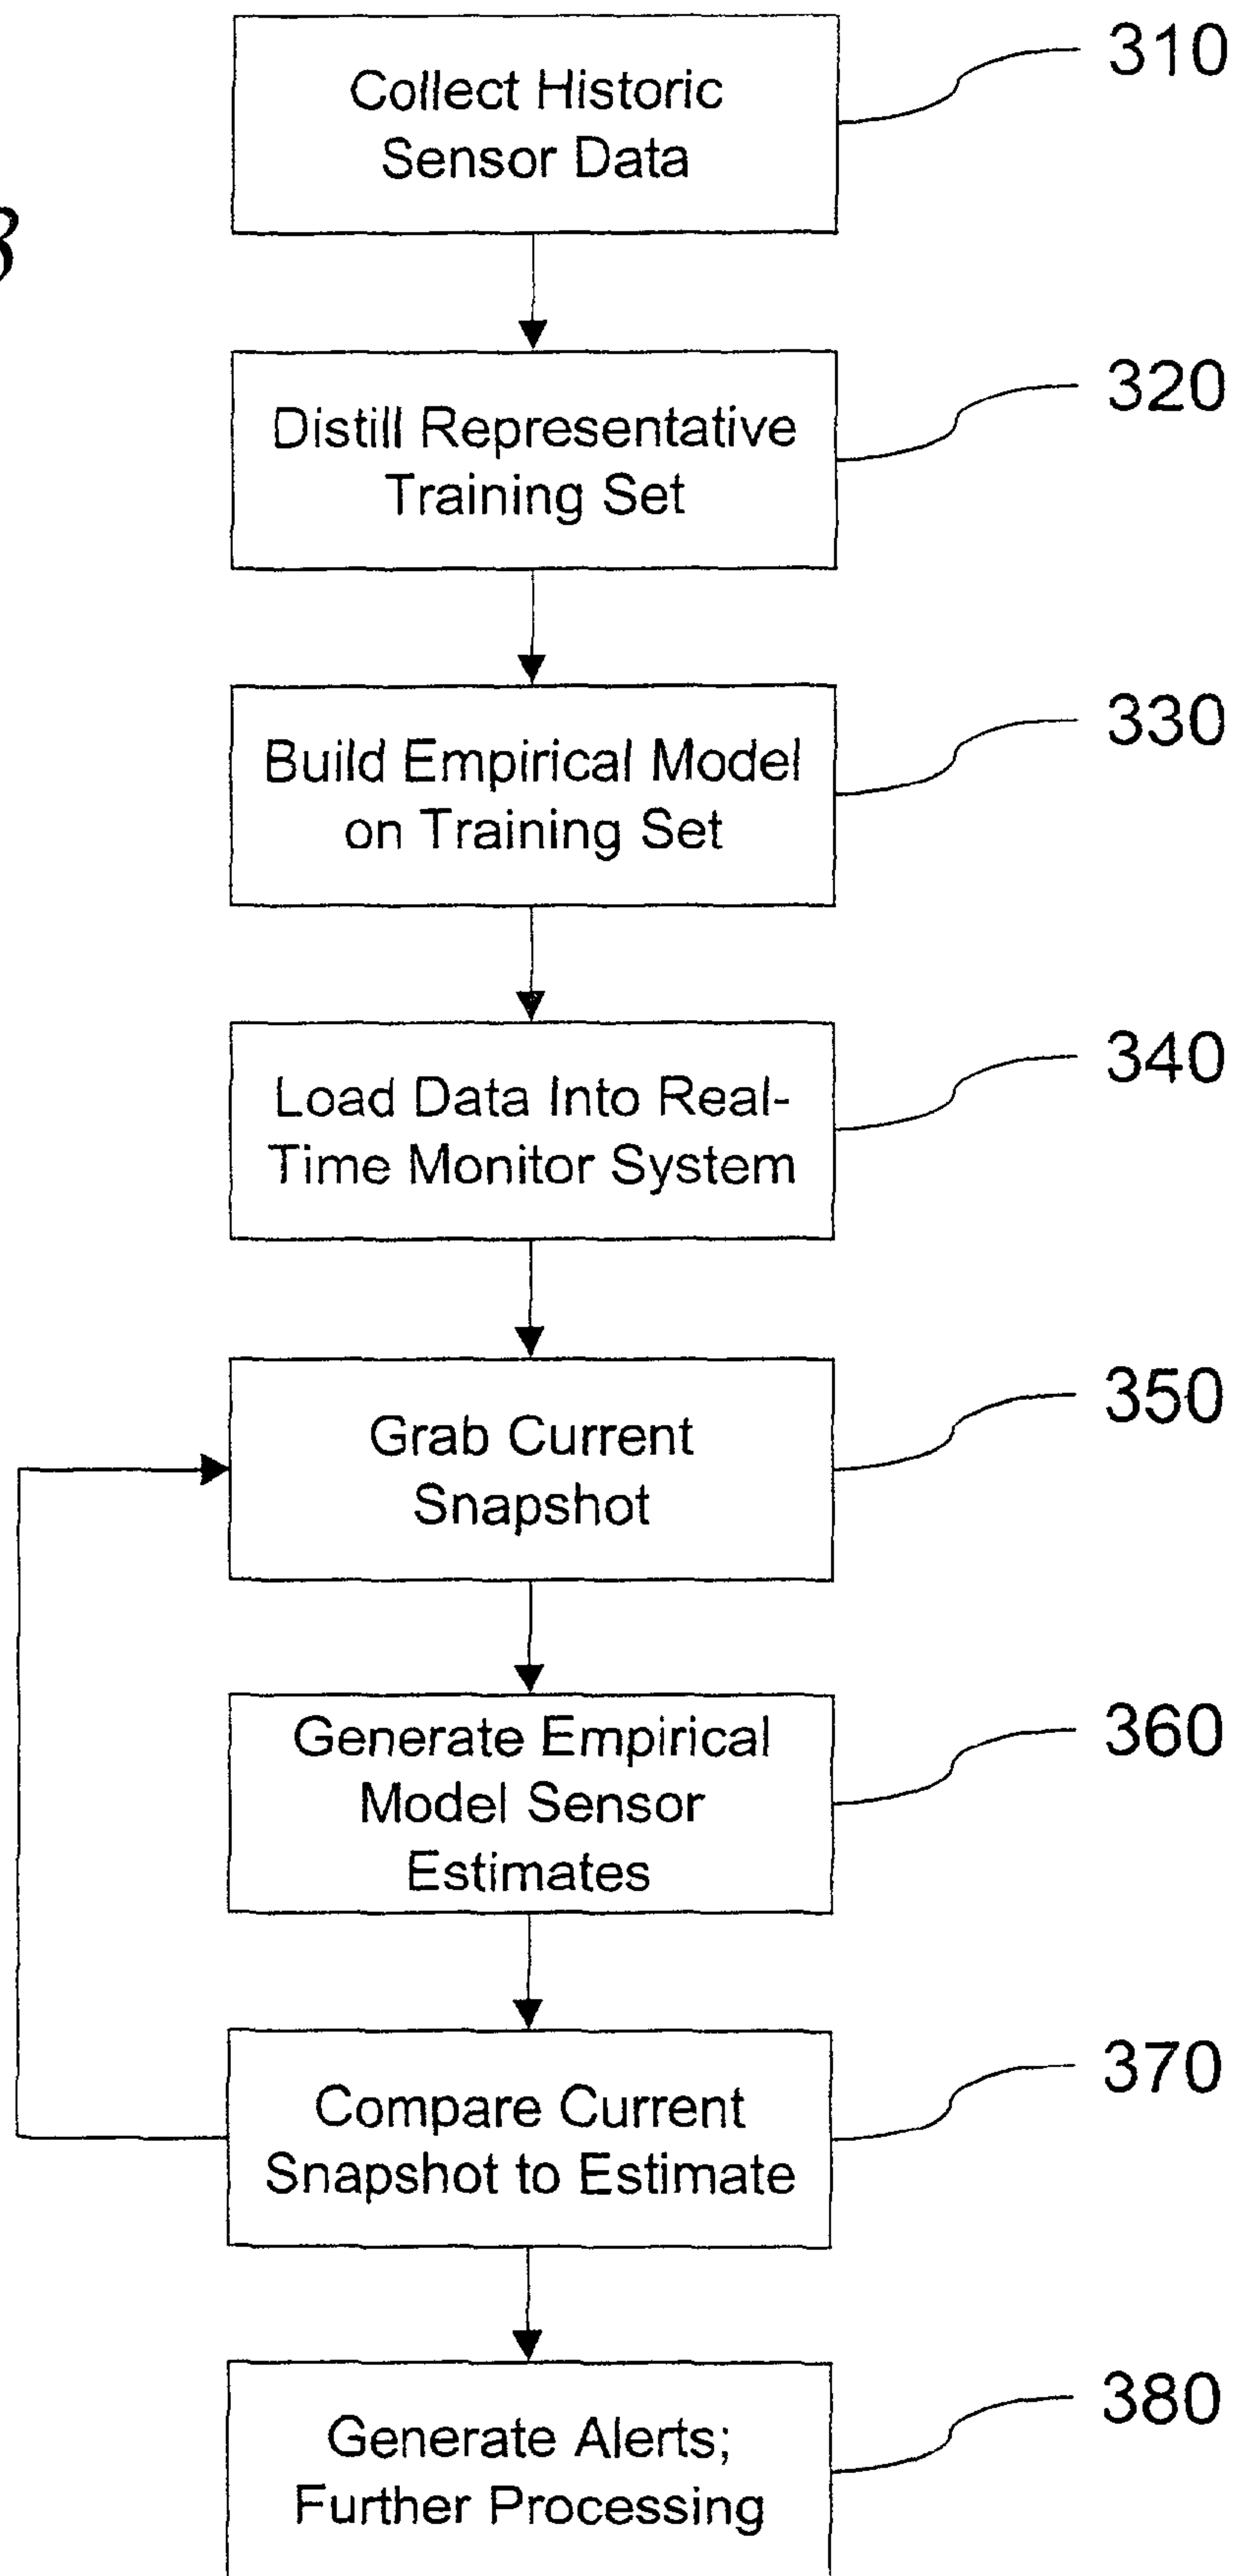 Collect Historic
Sensor Data
310
3
Distill Representative
Training Set
320
Build Empirical Model
on Training Set
330
Load Data Into Real-
Time Monitor System
340
Grab Current
Snapshot
350
Generate Empirical
Model Sensor
Estimates
360
Compare Current
Snapshot to Estimate
370
Generate Alerts;
Further Processing
380